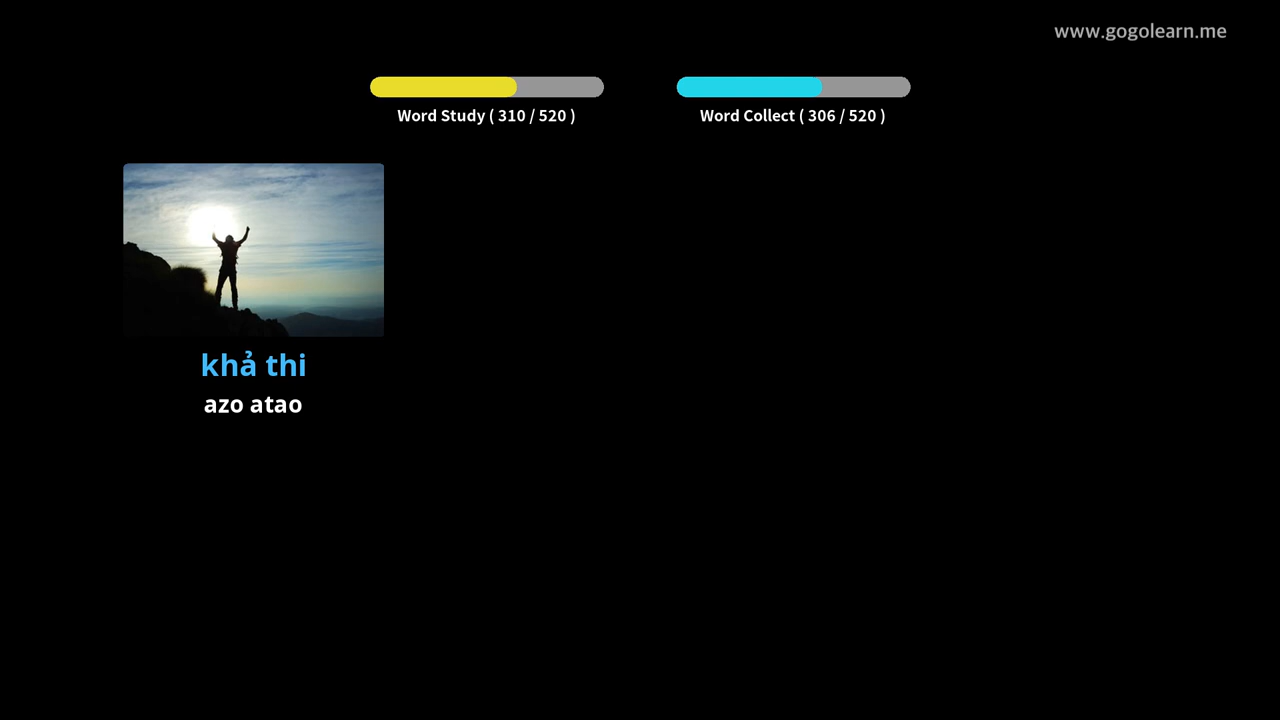 www.gogolearn.me
Word Study ( 310 / 520 )
Word Collect ( 306 / 520 )
khả thi
azo atao